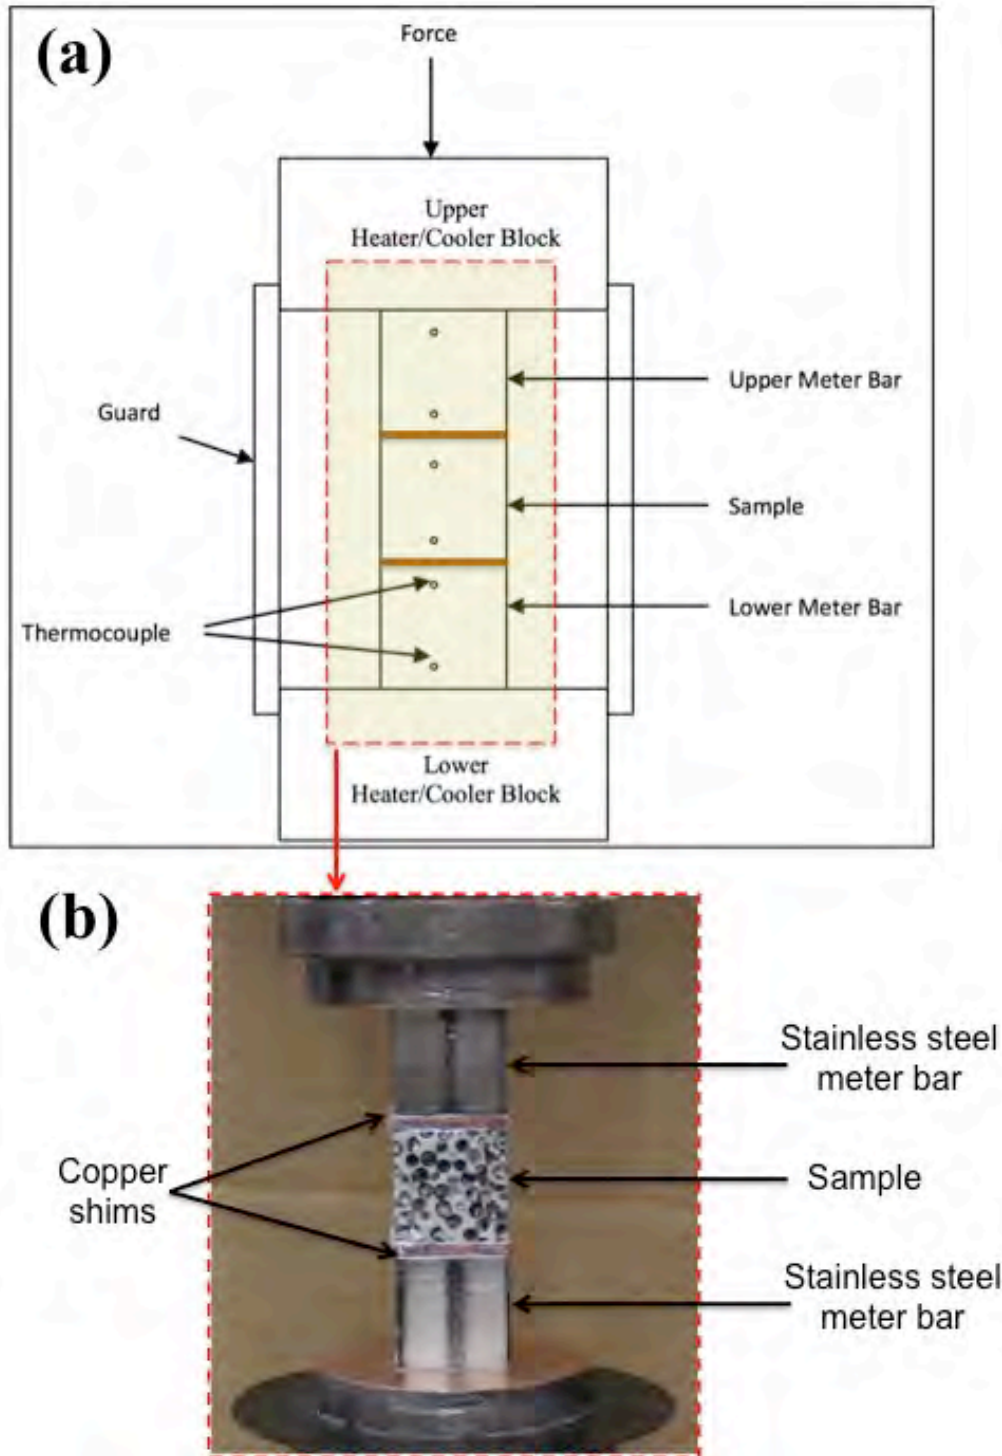 (a)
Force
Upper
Heater/Cooler Block
Upper Meter Bar
Guard
Sample
Lower Meter Bar
Thermocouple
Lower
Heater/Cooler Block
(b)
Stainless steel
meter bar
Copper
shims
Sample
Stainless steel
meter bar